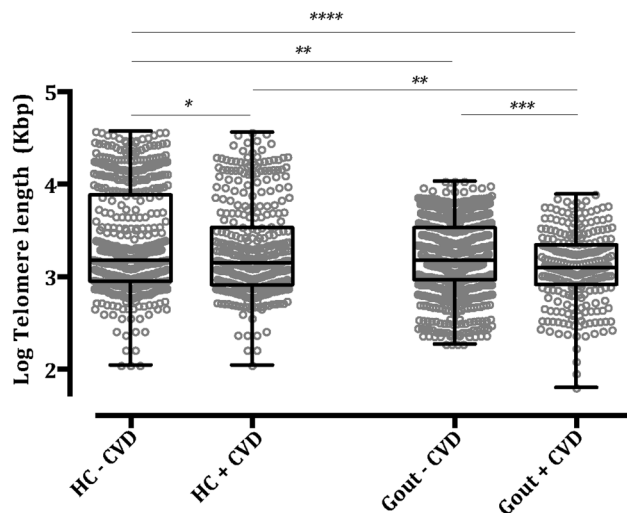 ****
**
**
*
***
Log Telomere length (Kbp)
5
4
3
2
HC - CVD
HC + CVD
Gout - CVD
Gout + CVD